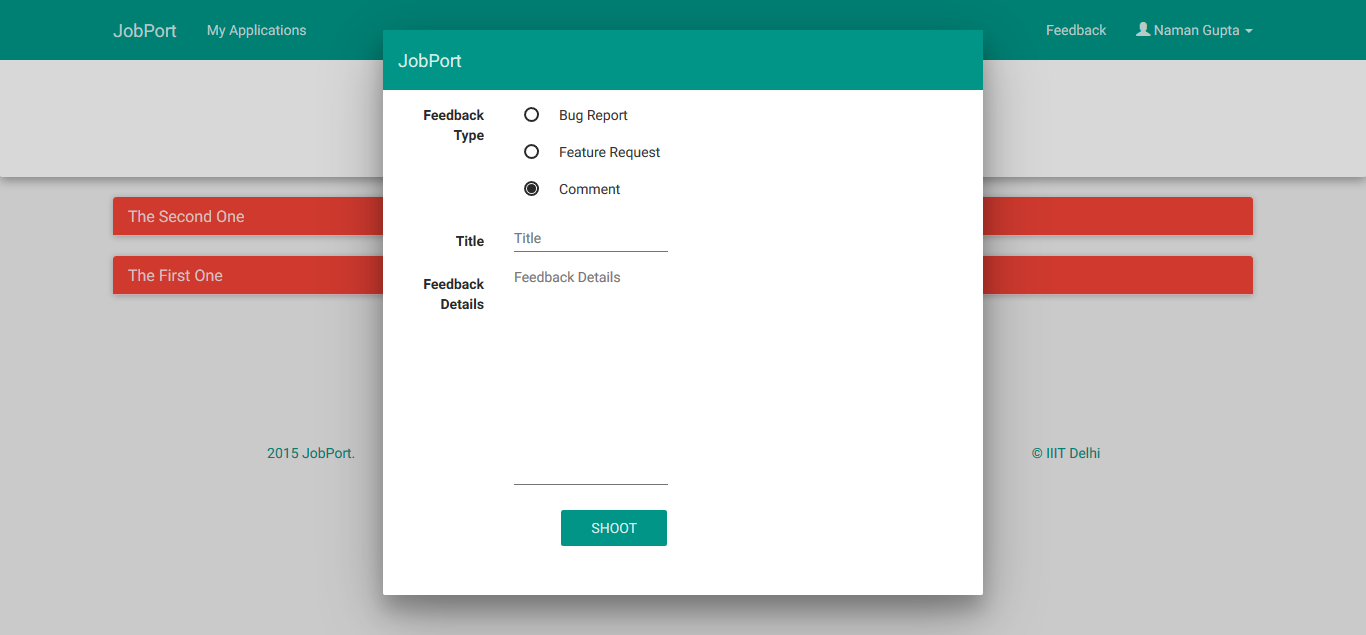 JobPort
My Applications
Feedback
Naman Gupta
JobPort
Feedback
Type
Bug Report
Feature Request
Comment
Title
Title
Feedback
Details
Feedback Details
SHOOT
The Second One
The First One
2015 JobPort.
© IIIT Delhi